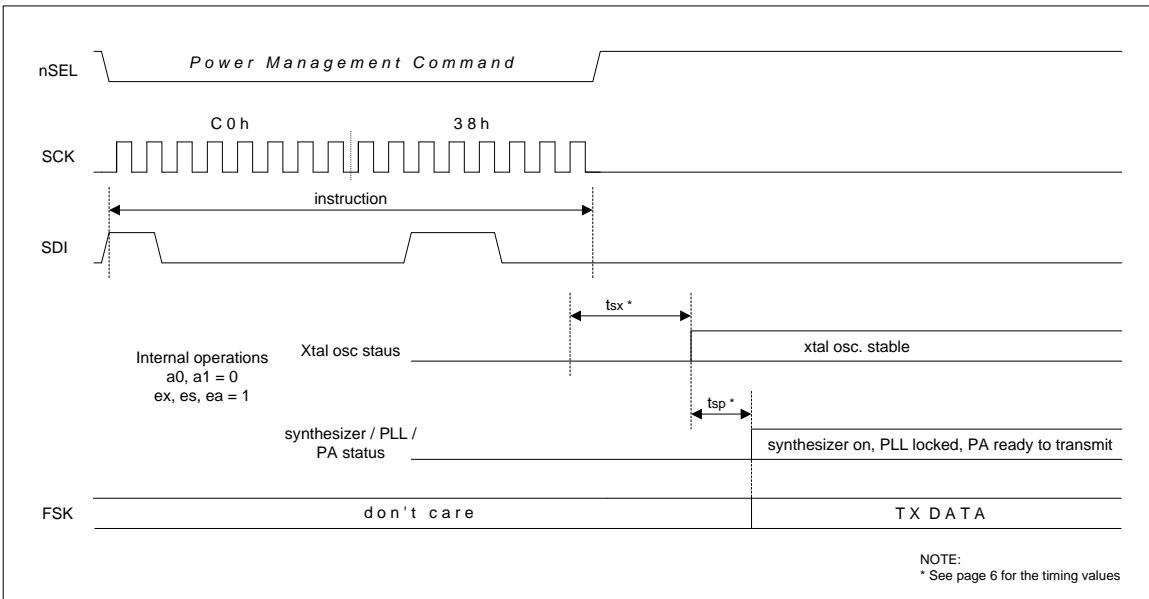 nSEL
Power Management Command
C0h
38h
SCK
instruction
SDI
tsx *
Xtal osc staus
xtal osc. stable
Internal operations
a0, a1 = 0
ex, es, ea = 1
tsp *
synthesizer / PLL /
PA status
synthesizer on, PLL locked, PA ready to transmit
FSK
don't care
TX DATA
NOTE:
* See page 6 for the timing values